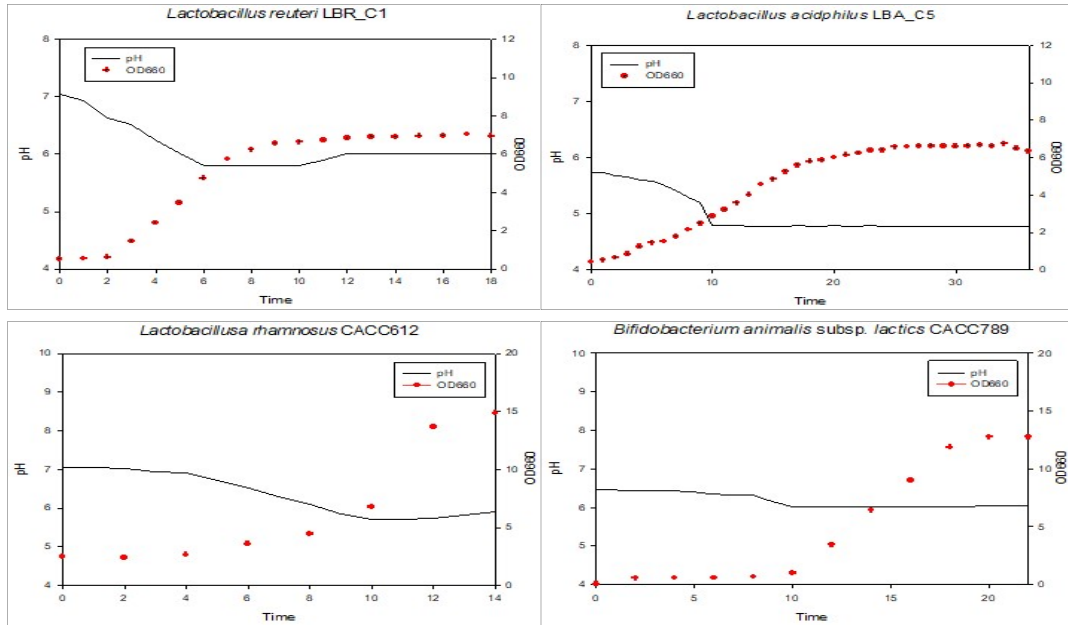 Lactobacillus reuteri LBR_C1
8
7
6
5
4
12
10
8
6
4
2
0
pH
OD660
pH
OD660
0 2 4 6 8 10 12 14 16 18
Time
Lactobacillus acidphilus LBA_C5
8
7
6
5
4
12
10
8
6
4
2
0
pH
OD660
pH
OD660
0 10 20 30
Time
Lactobacillusa rhamnosus CACC612
10
9
8
7
6
5
4
20
15
10
5
0
pH
OD660
pH
OD660
0 2 4 6 8 10 12 14
Time
Bifidobacterium animalis subsp. lactics CACC789
10
9
8
7
6
5
4
20
15
10
5
0
pH
OD660
pH
OD660
0 5 10 15 20
Time